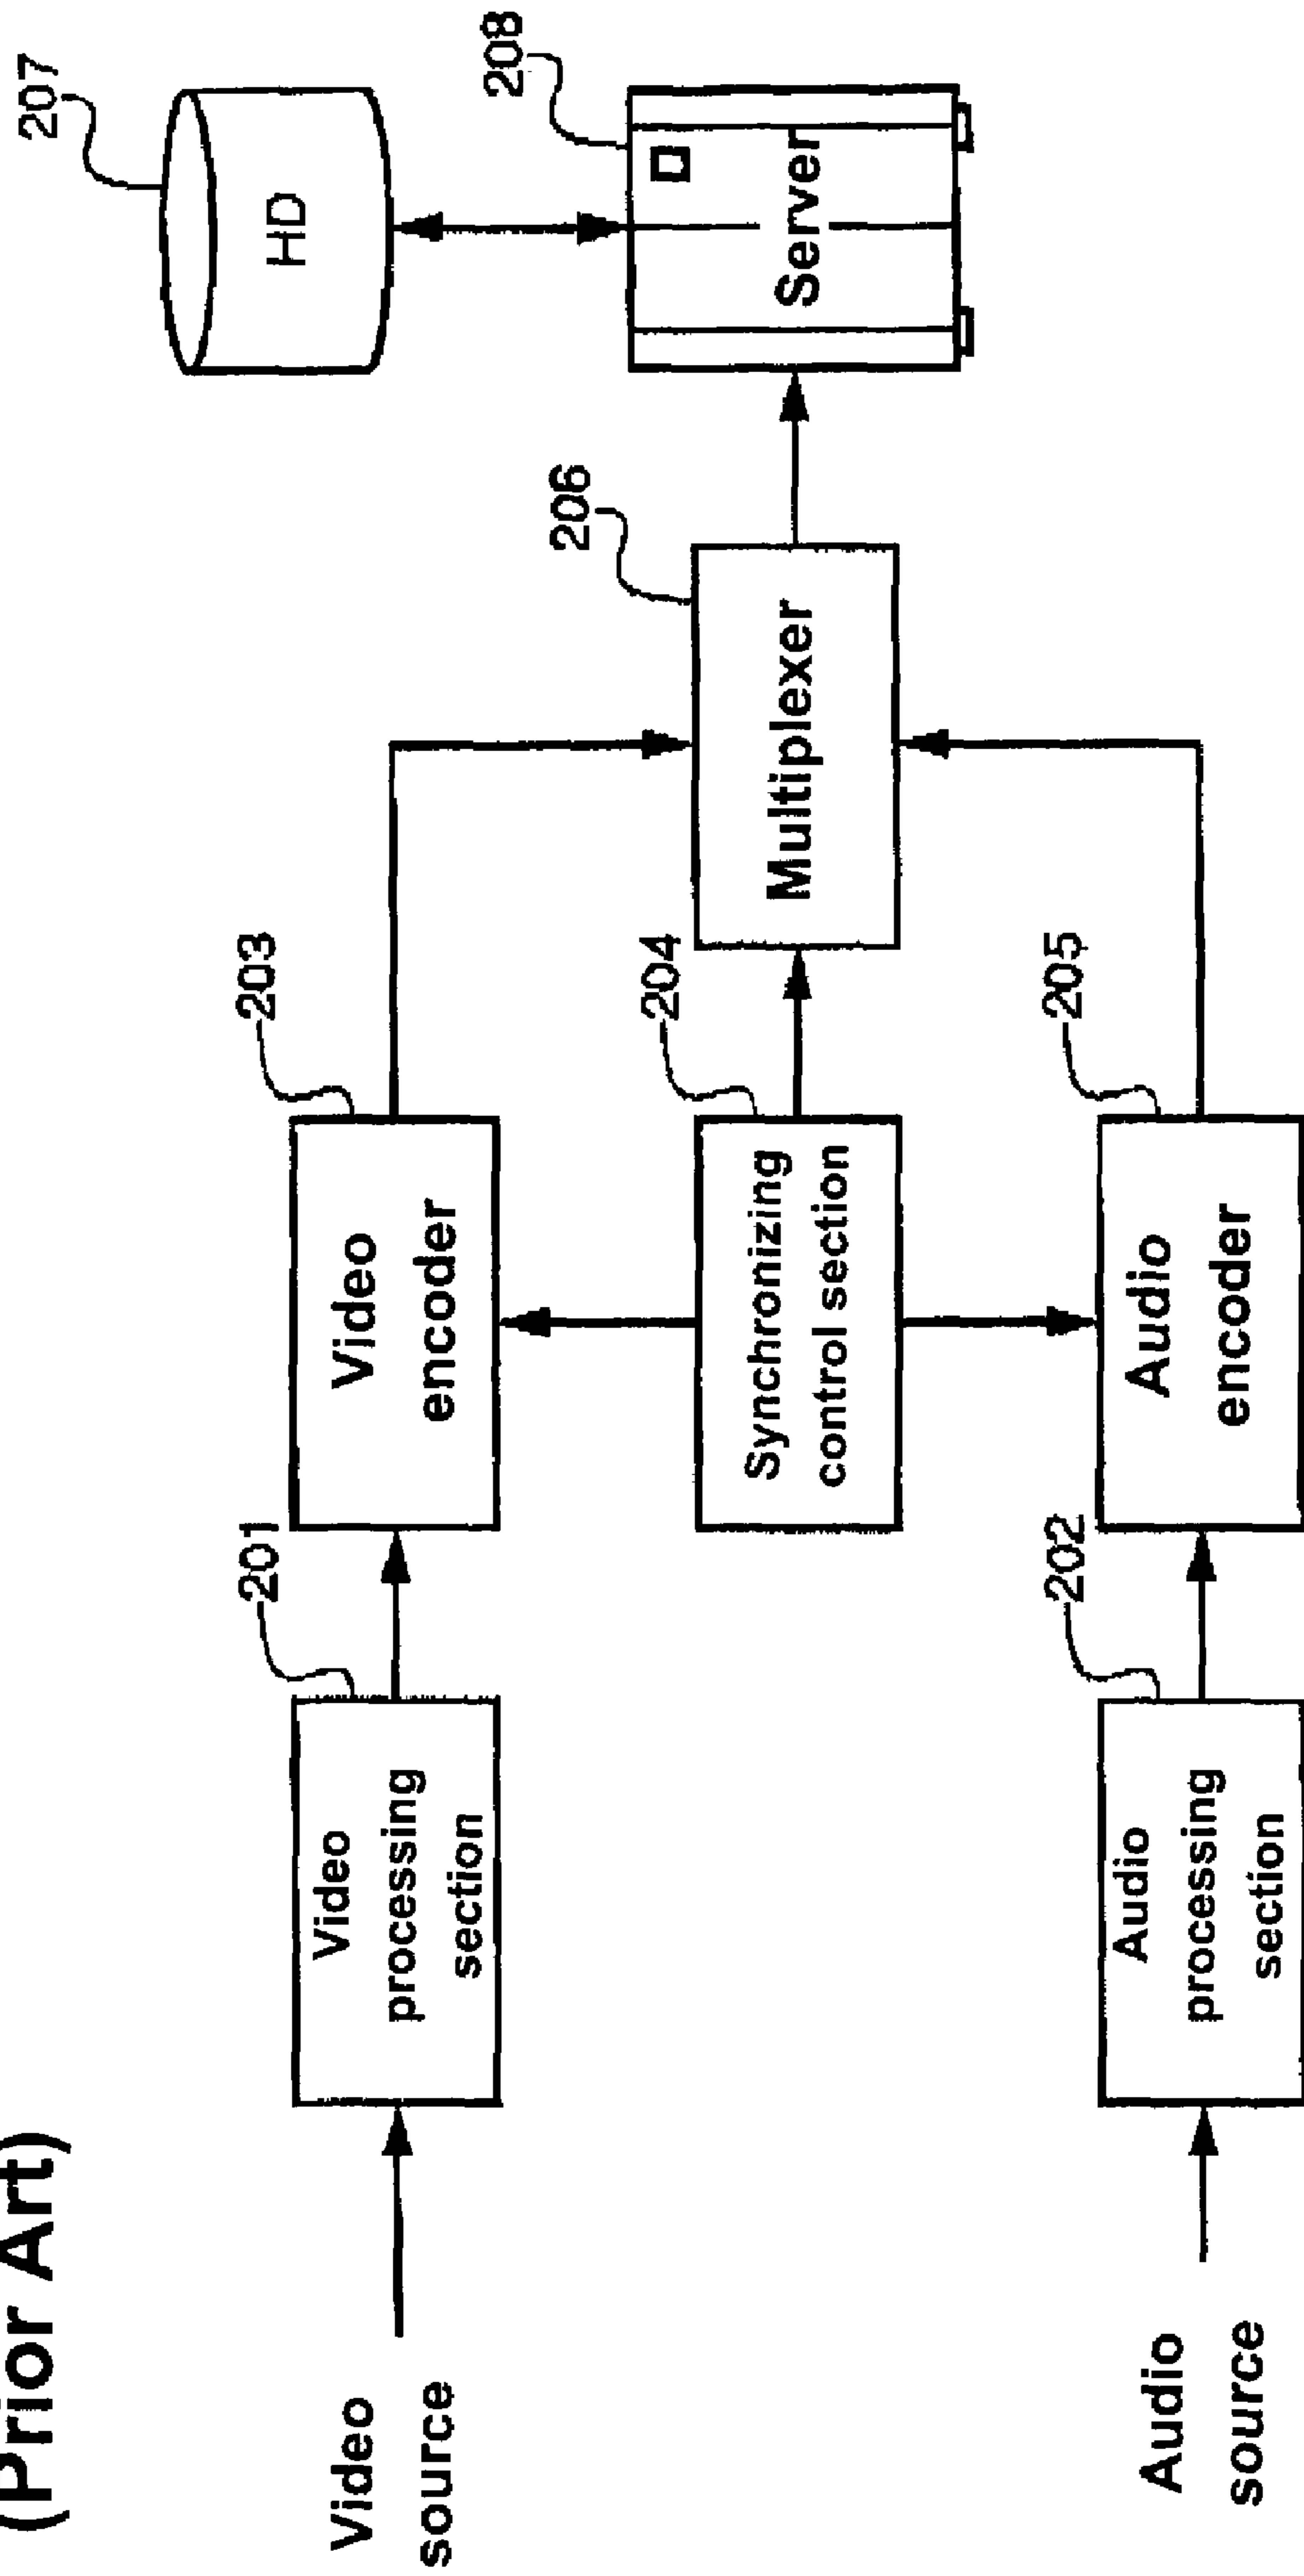 (Prior Art)
207
HD
208
Server
203
Video
encoder
201
Video
processing
section
Video
source
206
Multiplexer
204
Synchronizing
control section
205
Audio
encoder
202
Audio
processing
section
Audio
source